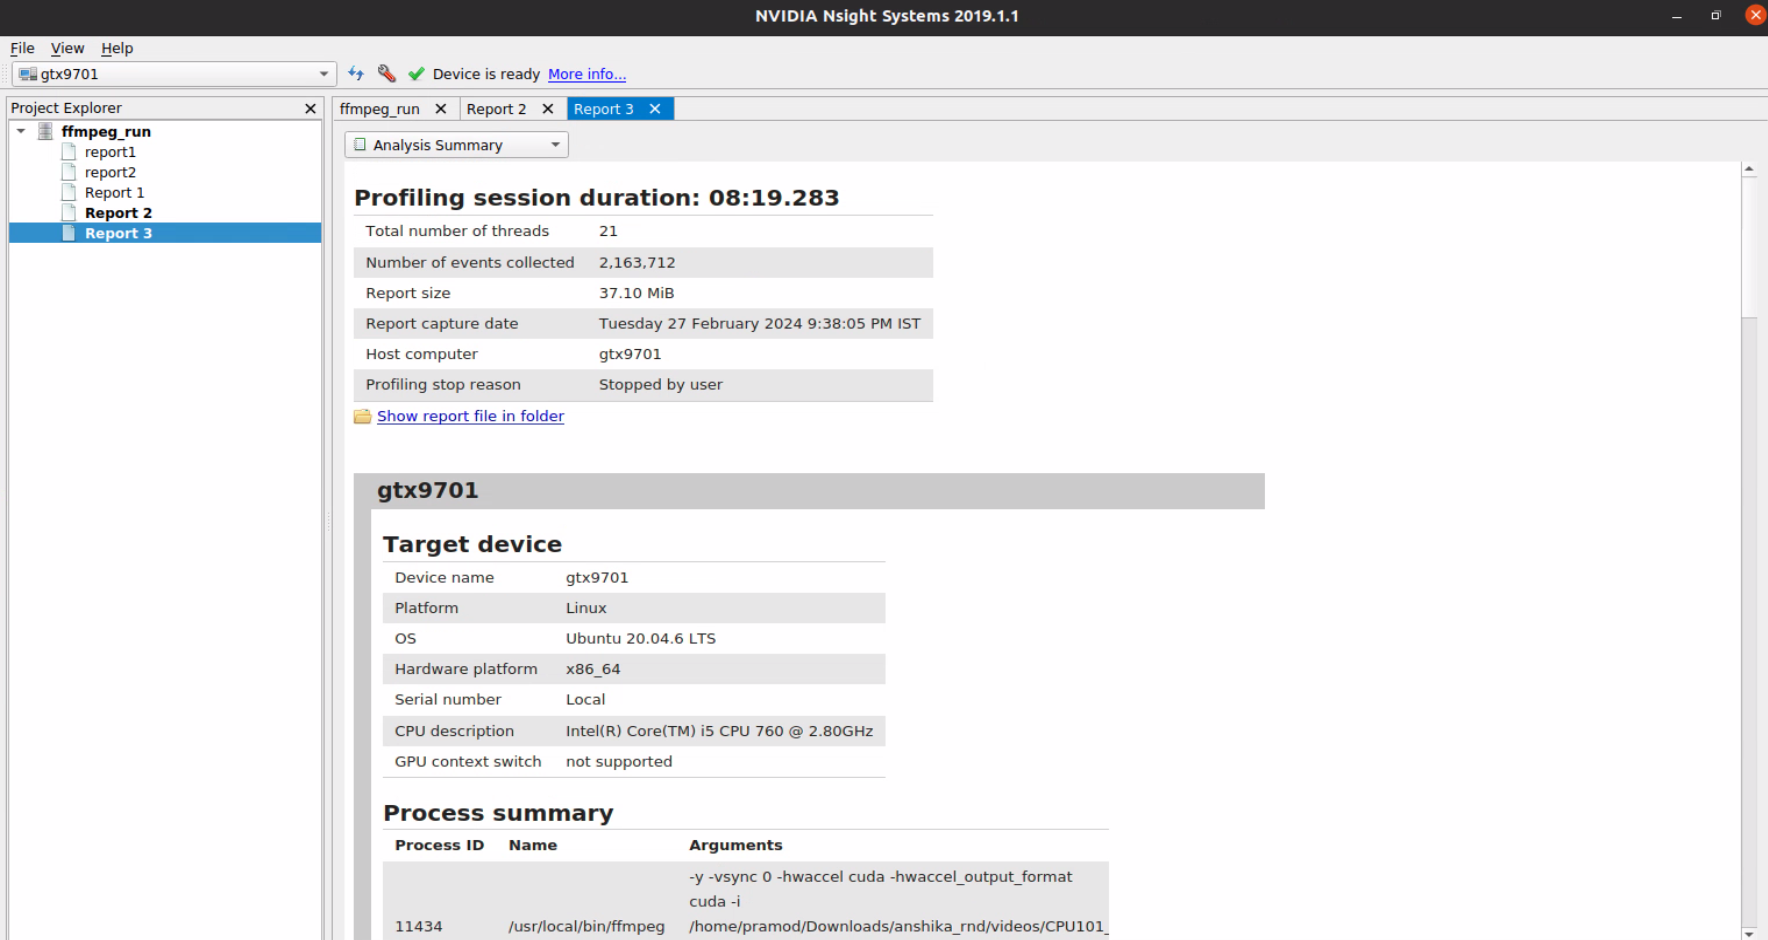 NVIDIA Nsight Systems 2019.1.1
File View Help
gtx9701 Device is ready More info...
Project Explorer
ffmpeg_run
report1
report2
Report 1
Report 2
Report 3
ffmpeg_run Report 2 Report 3
Analysis Summary
Profiling session duration: 08:19.283
Total number of threads 21
Number of events collected 2,163,712
Report size 37.10 MiB
Report capture date Tuesday 27 February 2024 9:38:05 PM IST
Host computer gtx9701
Profiling stop reason Stopped by user
Show report file in folder
gtx9701
Target device
Device name gtx9701
Platform Linux
OS Ubuntu 20.04.6 LTS
Hardware platform x86_64
Serial number Local
CPU description Intel(R) Core(TM) i5 CPU 760 @ 2.80GHz
GPU context switch not supported
Process summary
Process ID Name Arguments
-y -vsync 0 -hwaccel cuda -hwaccel_output_format
cuda -i
11434 /usr/local/bin/ffmpeg /home/pramod/Downloads/anshika_rnd/videos/CPU101_